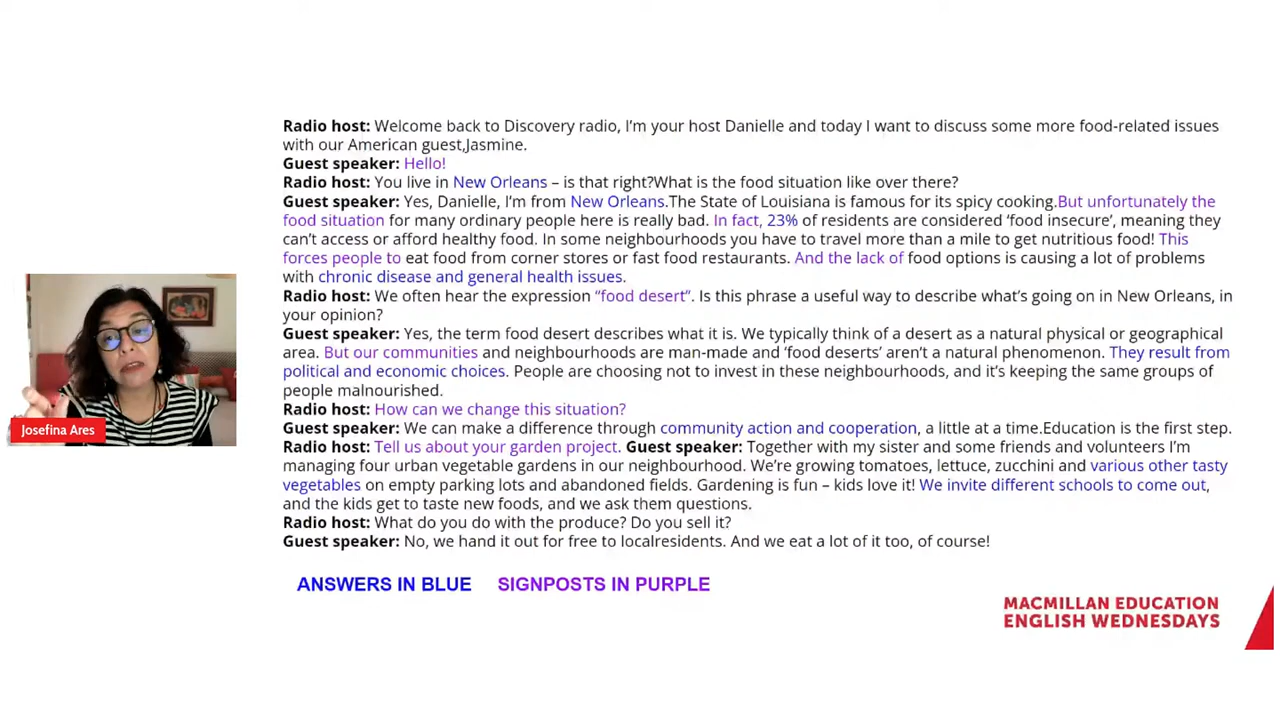 Radio host: Welcome back to Discovery radio, I'm your host Danielle and today I want to discuss some more food-related issues
with our American guest,Jasmine.
Guest speaker: Hello!
Radio host: You live in New Orleans – is that right?What is the food situation like over there?
Guest speaker: Yes, Danielle, I'm from New Orleans.The State of Louisiana is famous for its spicy cooking.But unfortunately the
food situation for many ordinary people here is really bad. In fact, 23% of residents are considered 'food insecure', meaning they
can't access or afford healthy food. In some neighbourhoods you have to travel more than a mile to get nutritious food! This
forces people to eat food from corner stores or fast food restaurants. And the lack of food options is causing a lot of problems
with chronic disease and general health issues.
Radio host: We often hear the expression "food desert". Is this phrase a useful way to describe what's going on in New Orleans, in
your opinion?
Guest speaker: Yes, the term food desert describes what it is. We typically think of a desert as a natural physical or geographical
area. But our communities and neighbourhoods are man-made and 'food deserts' aren't a natural phenomenon. They result from
political and economic choices. People are choosing not to invest in these neighbourhoods, and it's keeping the same groups of
people malnourished.
Radio host: How can we change this situation?
Guest speaker: We can make a difference through community action and cooperation, a little at a time.Education is the first step.
Radio host: Tell us about your garden project. Guest speaker: Together with my sister and some friends and volunteers I'm
managing four urban vegetable gardens in our neighbourhood. We're growing tomatoes, lettuce, zucchini and various other tasty
vegetables on empty parking lots and abandoned fields. Gardening is fun – kids love it! We invite different schools to come out,
and the kids get to taste new foods, and we ask them questions.
Radio host: What do you do with the produce? Do you sell it?
Guest speaker: No, we hand it out for free to localresidents. And we eat a lot of it too, of course!
Josefina Ares
ANSWERS IN BLUE SIGNPOSTS IN PURPLE
MACMILLAN EDUCATION
ENGLISH WEDNESDAYS